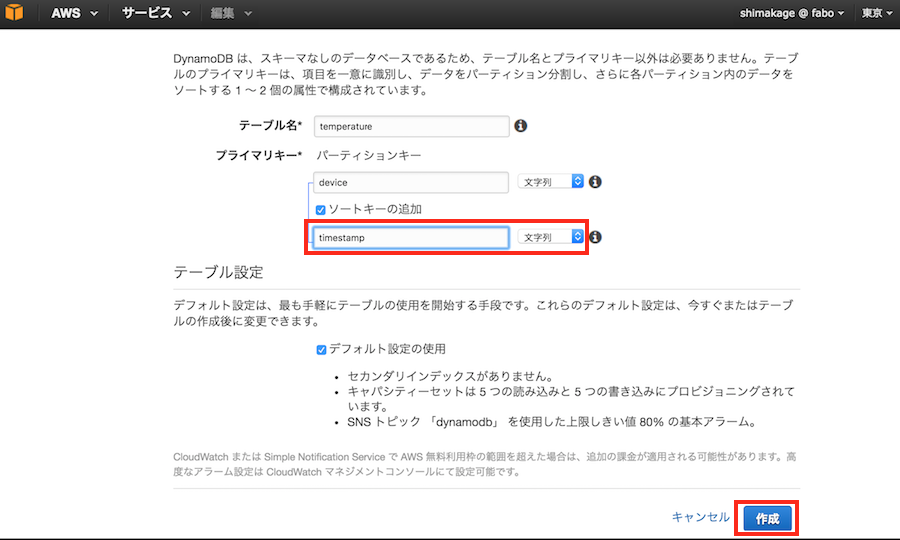 AWS サービス 編集 shimakage @ fabo 東京
DynamoDB は、スキーマなしのデータベースであるため、テーブル名とプライマリキー以外は必要ありません。テーブ
ルのプライマリキーは、項目を一意に識別し、データをパーティション分割し、さらに各パーティション内のデータを
ソートする 1 〜 2 個の属性で構成されています。
テーブル名* temperature
プライマリキー* パーティションキー
device 文字列
ソートキーの追加
timestamp 文字列
テーブル設定
デフォルト設定は、最も手軽にテーブルの使用を開始する手段です。これらのデフォルト設定は、今すぐまたはテーブ
ルの作成後に変更できます。
デフォルト設定の使用
• セカンダリインデックスがありません。
• キャパシティーセットは 5 つの読み込みと 5 つの書き込みにプロビジョニングされて
います。
• SNS トピック 「dynamodb」 を使用した上限しきい値 80% の基本アラーム。
CloudWatch または Simple Notification Service で AWS 無料利用枠の範囲を超えた場合は、追加の課金が適用される可能性があります。高
度なアラーム設定は CloudWatch マネジメントコンソールにて設定可能です。
キャンセル 作成